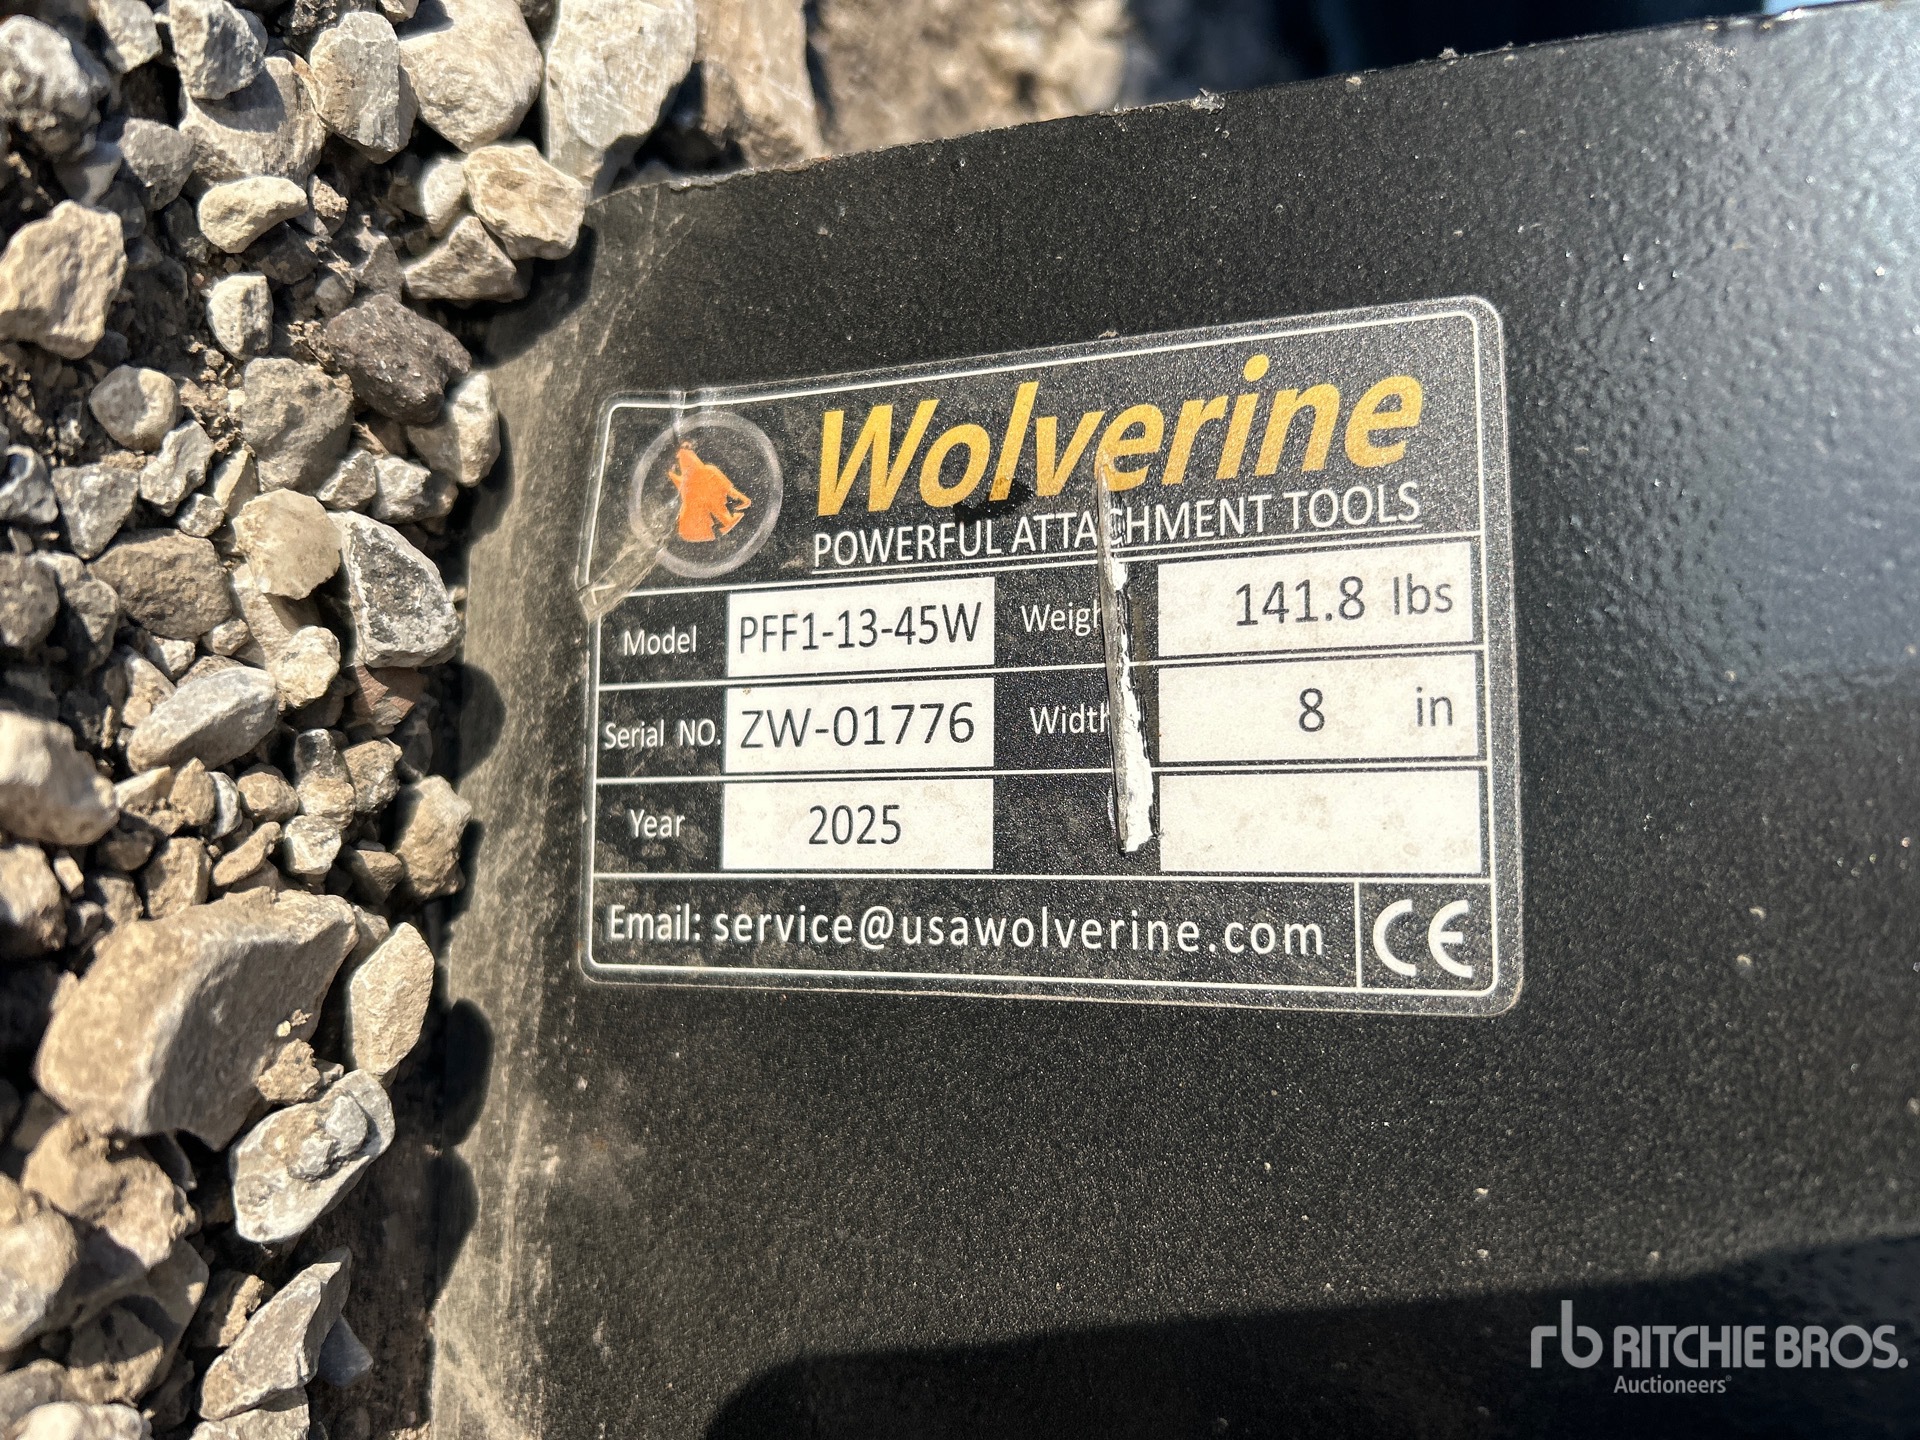 Wolverine
POWERFUL ATTACHMENT TOOLS
Model PFF1-13-45W Weigh 141.8 lbs
Serial NO. ZW-01776 Width 8 in
Year 2025
Email: service@usawolverine.com CE
rb RITCHIE BROS.
Auctioneers